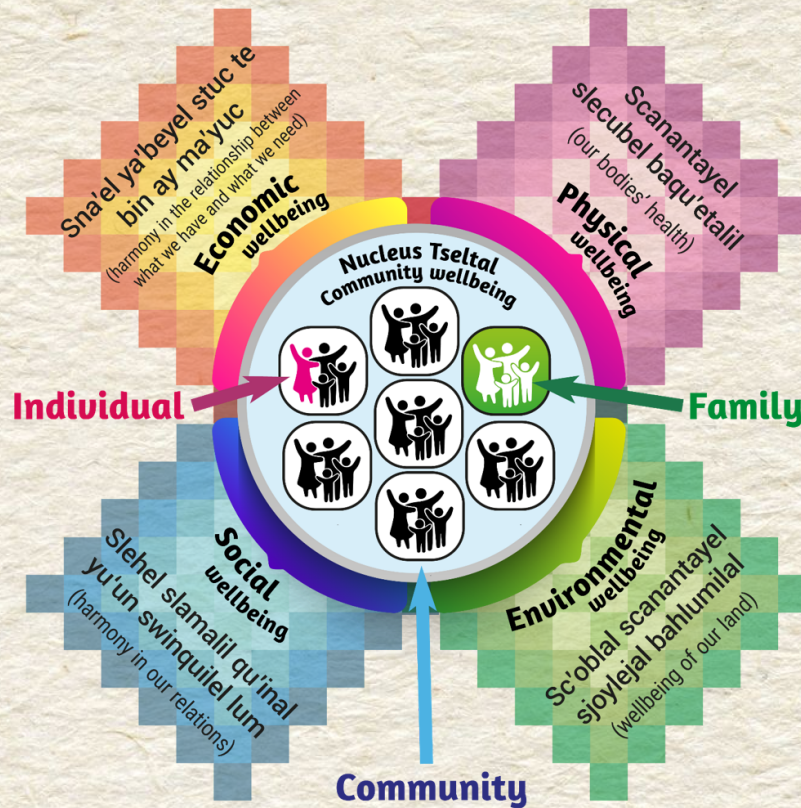 Sna'el ya'beyel stuc te
bin ay ma'yuc
(harmony in the relationship between
what we have and what we need)
Economic
wellbeing
Scanantayel
slecubel baqu'etalil
(our bodies' health)
Physical
wellbeing
Nucleus Tseltal
Community wellbeing
Individual
Family
Slehel slamalil qu'inal
yu'un swinquilel lum
(harmony in our relations)
Social
wellbeing
Environmental
wellbeing
Sc'oblal scanantayel
sjoylejal bahlumilal
(wellbeing of our land)
Community